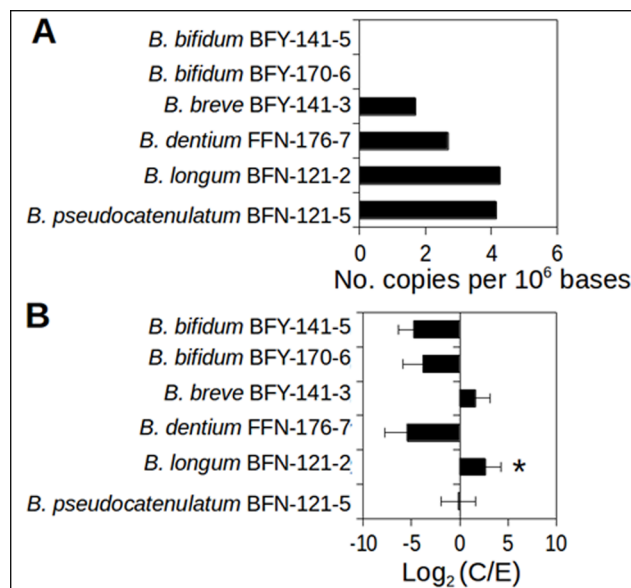 A
B. bifidum BFY-141-5
B. bifidum BFY-170-6
B. breve BFY-141-3
B. dentium FFN-176-7
B. longum BFN-121-2
B. pseudocatenulatum BFN-121-5
0 2 4 6
No. copies per 10⁶ bases
B
B. bifidum BFY-141-5
B. bifidum BFY-170-6
B. breve BFY-141-3
B. dentium FFN-176-7
B. longum BFN-121-2 *
B. pseudocatenulatum BFN-121-5
-10 -5 0 5 10
Log₂ (C/E)